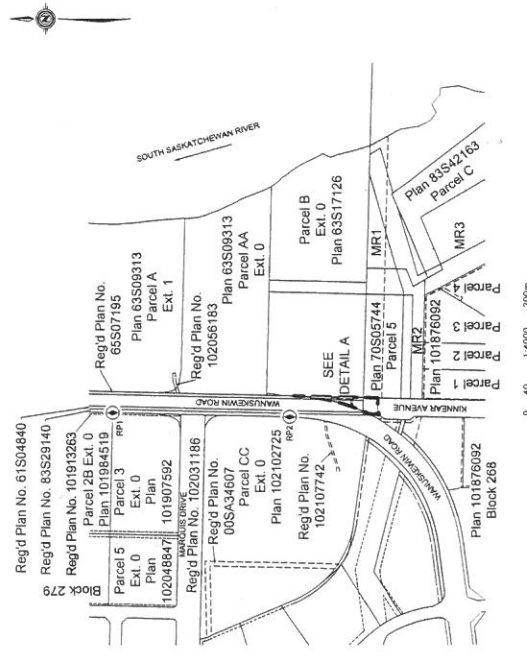 SOUTH SASKATCHEWAN RIVER
Reg'd Plan No. 61S04840
Reg'd Plan No. 83S29140
Reg'd Plan No. 101913263
Parcel 2B Ext. 0
Plan 101984519
Parcel 3
Ext. 0
Plan
101907592
Block 279
Parcel 5
Ext. 0
Plan
102048847
MARQUIS DRIVE
Reg'd Plan No. 102031186
RP1
Reg'd Plan No.
65S07195
Plan 63S09313
Parcel A
Ext. 1
Reg'd Plan No.
102056183
Plan 63S09313
Parcel AA
Ext. 0
WANUSKEWIN ROAD
Reg'd Plan No.
00SA34607
Parcel CC
Ext. 0
Plan 102102725
RP2
Reg'd Plan No.
102107742
Parcel B
Ext. 0
Plan 63S17126
SEE
DETAIL A
Plan 70S05744
Parcel 5
MR1
MR2
MR3
Plan 83S42163
Parcel C
WANUSKEWIN ROAD
KINNEAR AVENUE
Plan 101876092
Parcel 1
Parcel 2
Parcel 3
Parcel 4
Plan 101876092
Block 268
0 40 1:4000 200m